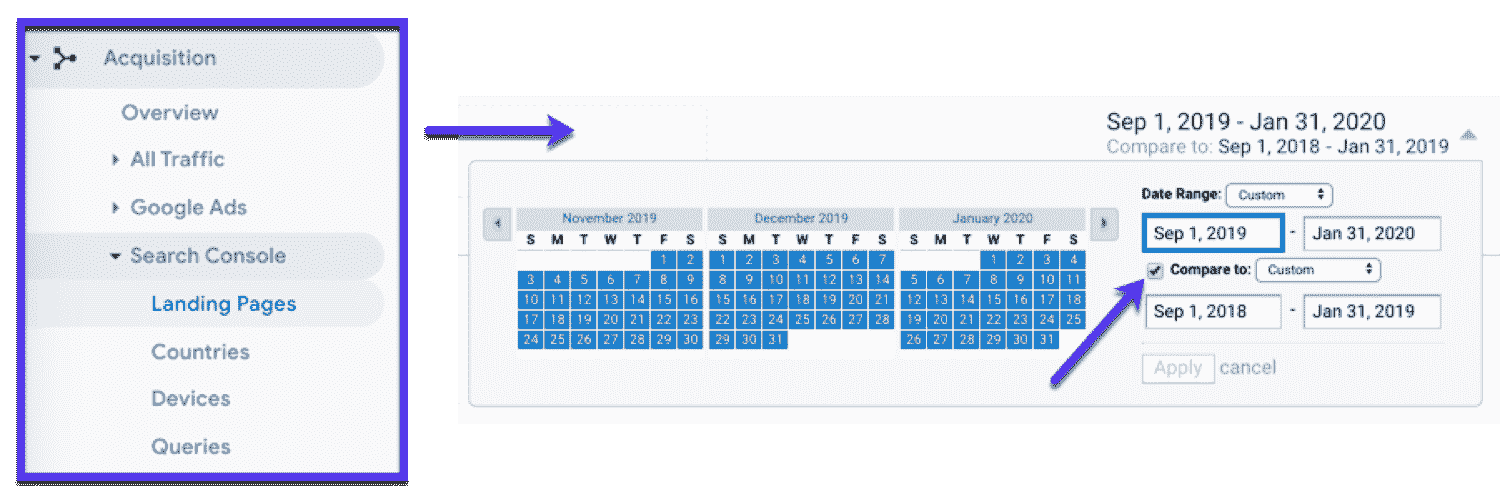 Acquisition
Overview
All Traffic
Google Ads
Search Console
Landing Pages
Countries
Devices
Queries
Sep 1, 2019 - Jan 31, 2020
Compare to: Sep 1, 2018 - Jan 31, 2019
November 2019
S M T W T F S
1 2
3 4 5 6 7 8 9
10 11 12 13 14 15 16
17 18 19 20 21 22 23
24 25 26 27 28 29 30
December 2019
S M T W T F S
1 2 3 4 5 6 7
8 9 10 11 12 13 14
15 16 17 18 19 20 21
22 23 24 25 26 27 28
29 30 31
January 2020
S M T W T F S
1 2 3 4
5 6 7 8 9 10 11
12 13 14 15 16 17 18
19 20 21 22 23 24 25
26 27 28 29 30 31
Date Range: Custom
Sep 1, 2019 - Jan 31, 2020
Compare to: Custom
Sep 1, 2018 - Jan 31, 2019
Apply cancel